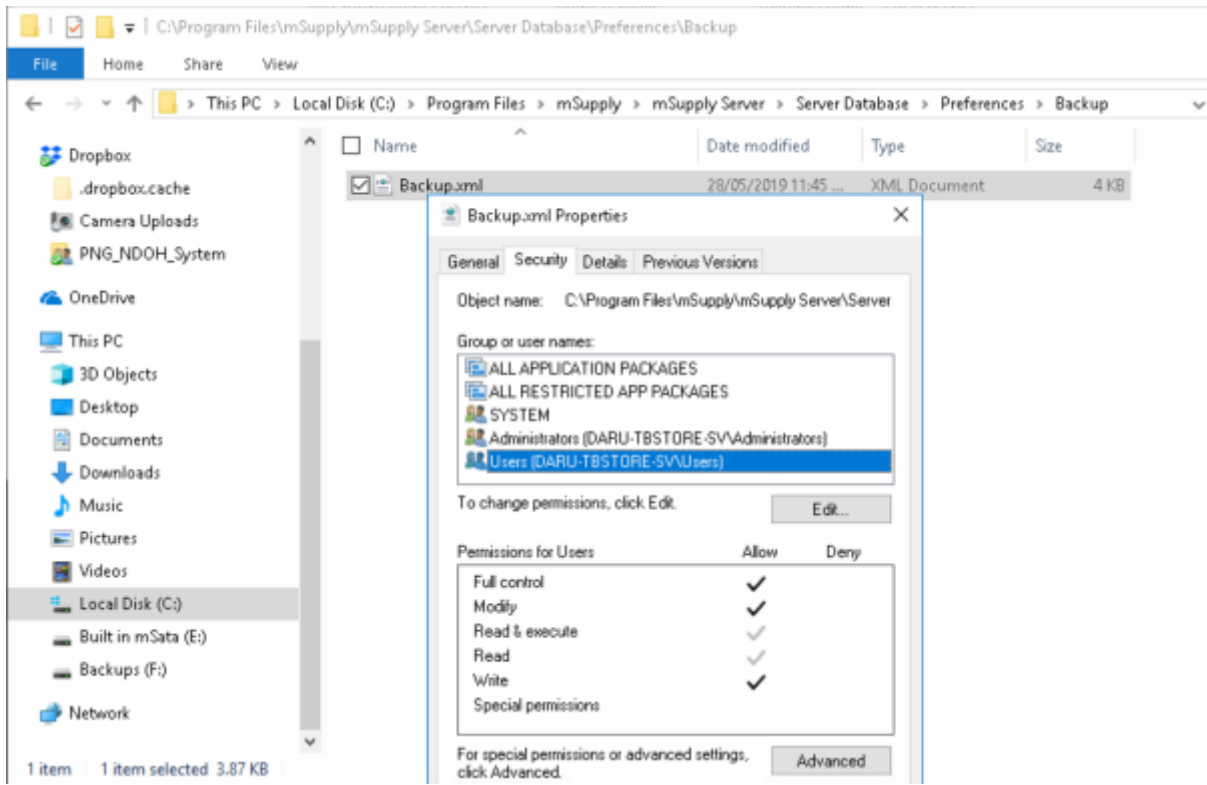 C:\Program Files\mSupply\mSupply Server\Server Database\Preferences\Backup
File Home Share View
This PC > Local Disk (C:) > Program Files > mSupply > mSupply Server > Server Database > Preferences > Backup
Name Date modified Type Size
Backup.xml 28/05/2019 11:45 ... XML Document 4 KB
Dropbox
.dropbox.cache
Camera Uploads
PNG_NDOH_System
OneDrive
This PC
3D Objects
Desktop
Documents
Downloads
Music
Pictures
Videos
Local Disk (C:)
Built in mSata (E:)
Backups (F:)
Network
1 item 1 item selected 3.87 KB
Backup.xml Properties
General Security Details Previous Versions
Object name: C:\Program Files\mSupply\mSupply Server\Server
Group or user names:
ALL APPLICATION PACKAGES
ALL RESTRICTED APP PACKAGES
SYSTEM
Administrators (DARU-TBSTORE-SV\Administrators)
Users (DARU-TBSTORE-SV\Users)
To change permissions, click Edit.
Edit...
Permissions for Users Allow Deny
Full control
Modify
Read & execute
Read
Write
Special permissions
For special permissions or advanced settings,
click Advanced.
Advanced